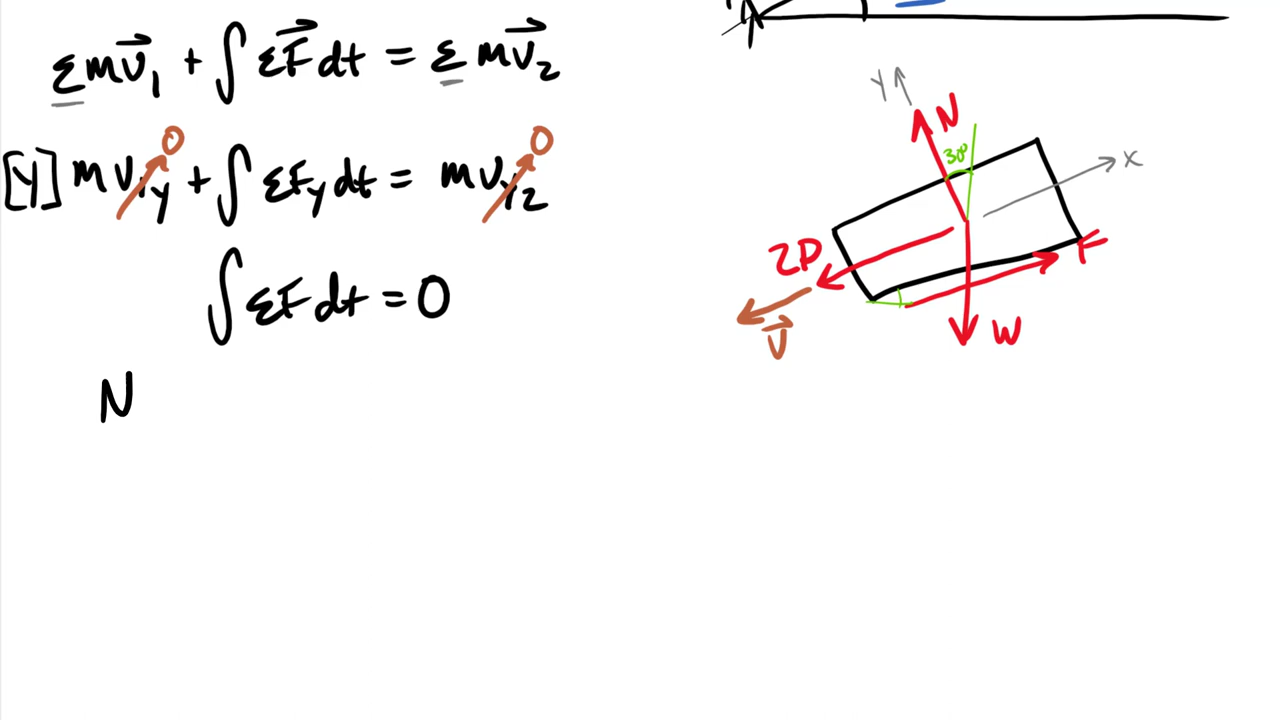 Σmv⃗₁ + ∫ΣF⃗dt = Σmv⃗₂
[Y] mv₁y 0 + ∫ΣFydt = mvy₂ 0
∫ΣFdt = 0
N
Y
N
30°
X
2P
F
V⃗
W